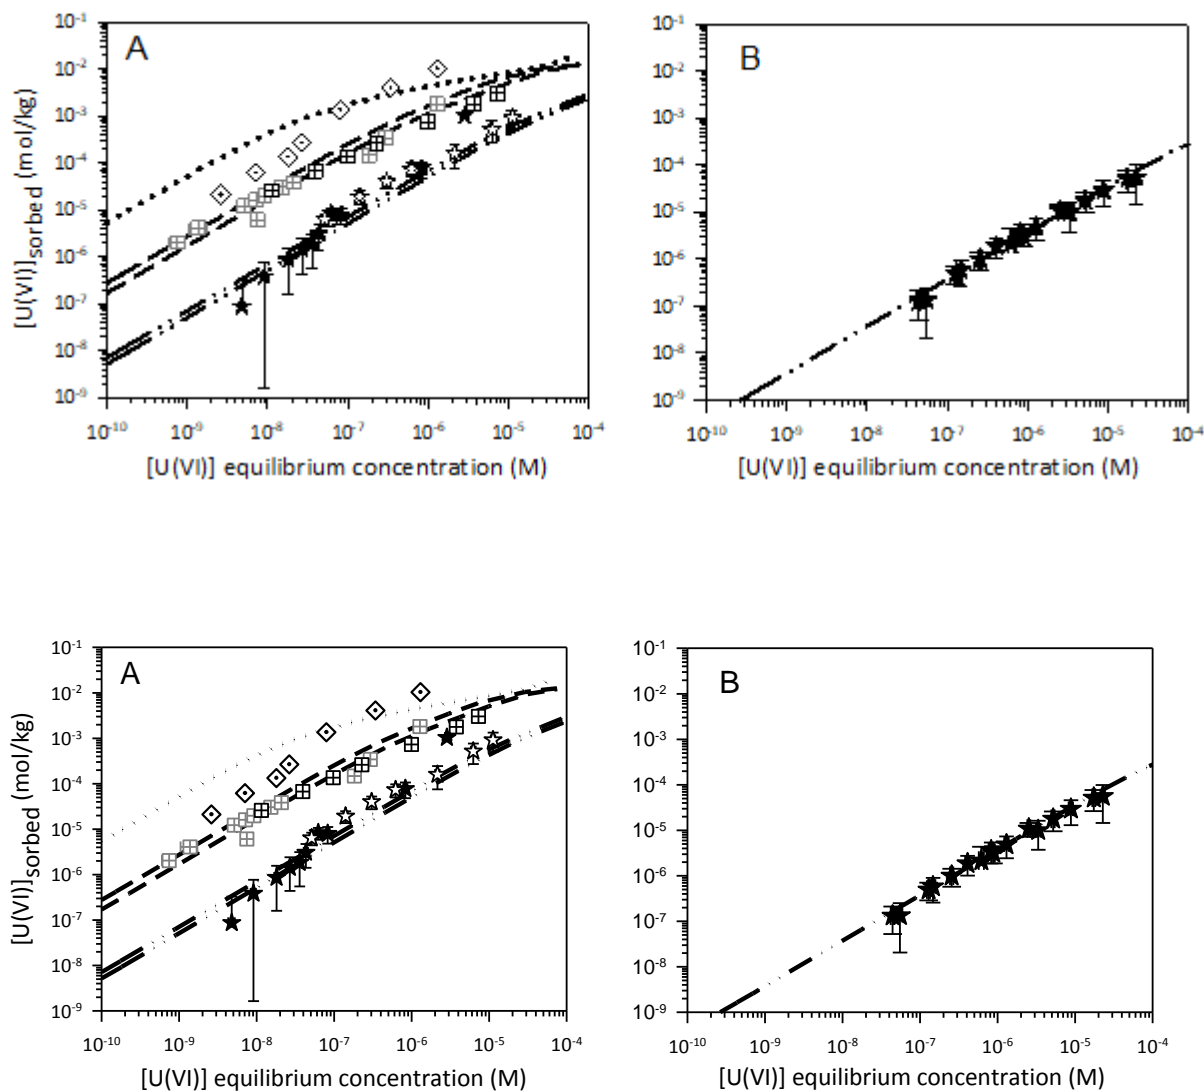 A
10⁻¹
10⁻²
10⁻³
10⁻⁴
10⁻⁵
10⁻⁶
10⁻⁷
10⁻⁸
10⁻⁹
[U(VI)]sorbed (mol/kg)
10⁻¹⁰ 10⁻⁹ 10⁻⁸ 10⁻⁷ 10⁻⁶ 10⁻⁵ 10⁻⁴
[U(VI)] equilibrium concentration (M)
B
10⁻¹
10⁻²
10⁻³
10⁻⁴
10⁻⁵
10⁻⁶
10⁻⁷
10⁻⁸
10⁻⁹
10⁻¹⁰ 10⁻⁹ 10⁻⁸ 10⁻⁷ 10⁻⁶ 10⁻⁵ 10⁻⁴
[U(VI)] equilibrium concentration (M)
A
10⁻¹
10⁻²
10⁻³
10⁻⁴
10⁻⁵
10⁻⁶
10⁻⁷
10⁻⁸
10⁻⁹
[U(VI)]sorbed (mol/kg)
10⁻¹⁰ 10⁻⁹ 10⁻⁸ 10⁻⁷ 10⁻⁶ 10⁻⁵ 10⁻⁴
[U(VI)] equilibrium concentration (M)
B
10⁻¹
10⁻²
10⁻³
10⁻⁴
10⁻⁵
10⁻⁶
10⁻⁷
10⁻⁸
10⁻⁹
10⁻¹⁰ 10⁻⁹ 10⁻⁸ 10⁻⁷ 10⁻⁶ 10⁻⁵ 10⁻⁴
[U(VI)] equilibrium concentration (M)